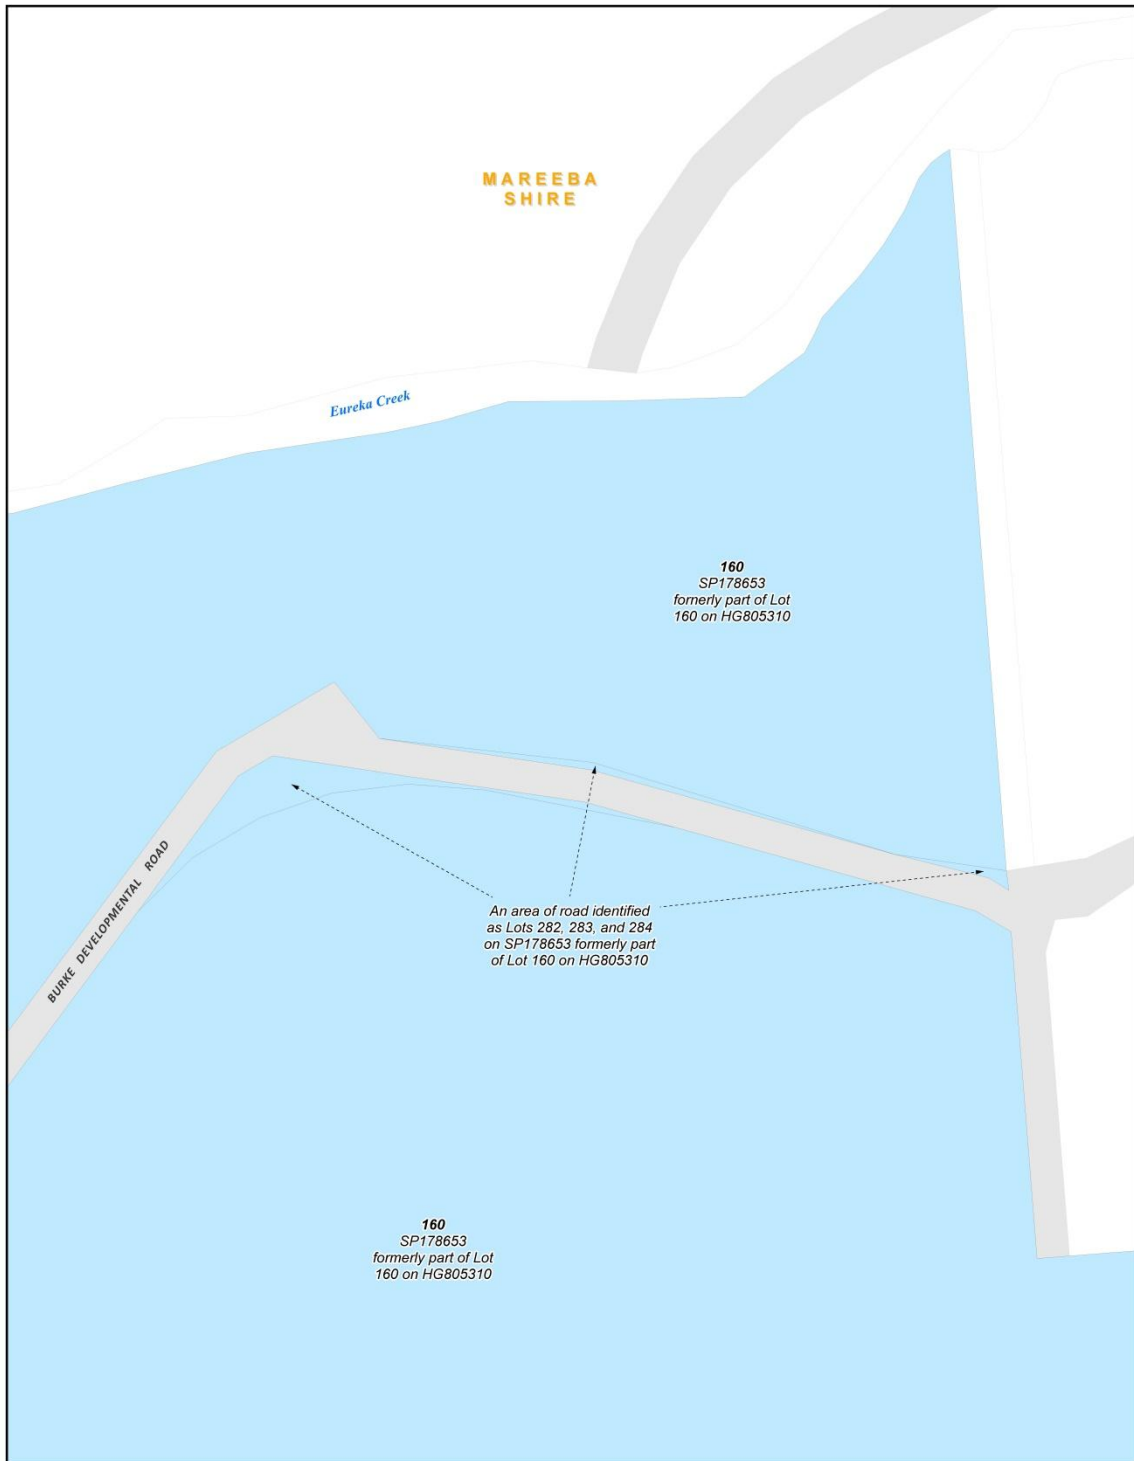 MAREEBA
SHIRE
Eureka Creek
160
SP178653
fornerly part of Lot
160 on HG805310
BURKE DEVELOPMENTAL ROAD
An area of road identified
as Lots 282, 283, and 284
on SP178653 formerly part
of Lot 160 on HG805310
160
SP178653
formerly part of Lot
160 on HG805310